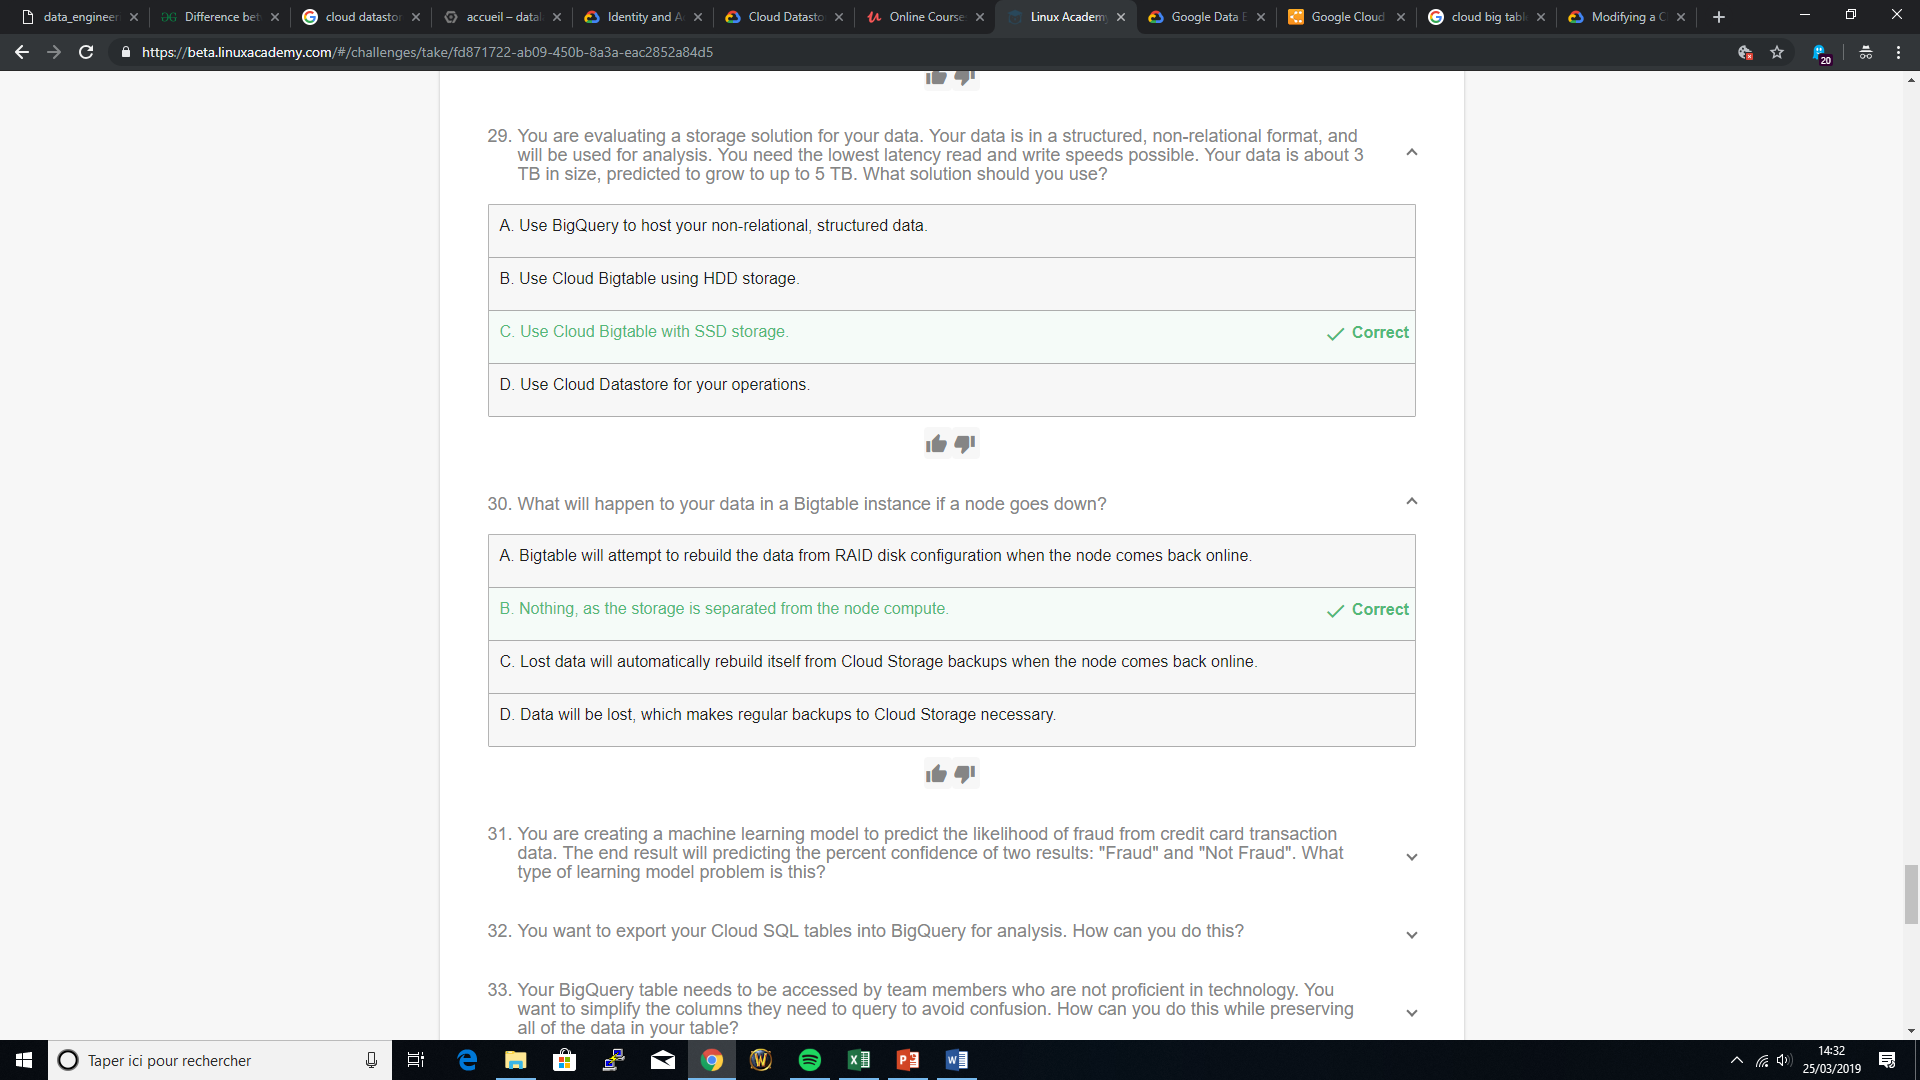 data_engineer
Difference bet
cloud datastor
accueil – datal
Identity and A
Cloud Datasto
Online Course
Linux Academy
Google Data E
Google Cloud
cloud big tabl
Modifying a C
https://beta.linuxacademy.com/#/challenges/take/fd871722-ab09-450b-8a3a-eac2852a84d5
20
29. You are evaluating a storage solution for your data. Your data is in a structured, non-relational format, and
will be used for analysis. You need the lowest latency read and write speeds possible. Your data is about 3
TB in size, predicted to grow to up to 5 TB. What solution should you use?
A. Use BigQuery to host your non-relational, structured data.
B. Use Cloud Bigtable using HDD storage.
C. Use Cloud Bigtable with SSD storage. Correct
D. Use Cloud Datastore for your operations.
30. What will happen to your data in a Bigtable instance if a node goes down?
A. Bigtable will attempt to rebuild the data from RAID disk configuration when the node comes back online.
B. Nothing, as the storage is separated from the node compute. Correct
C. Lost data will automatically rebuild itself from Cloud Storage backups when the node comes back online.
D. Data will be lost, which makes regular backups to Cloud Storage necessary.
31. You are creating a machine learning model to predict the likelihood of fraud from credit card transaction
data. The end result will predicting the percent confidence of two results: "Fraud" and "Not Fraud". What
type of learning model problem is this?
32. You want to export your Cloud SQL tables into BigQuery for analysis. How can you do this?
33. Your BigQuery table needs to be accessed by team members who are not proficient in technology. You
want to simplify the columns they need to query to avoid confusion. How can you do this while preserving
all of the data in your table?
Taper ici pour rechercher
14:32
25/03/2019